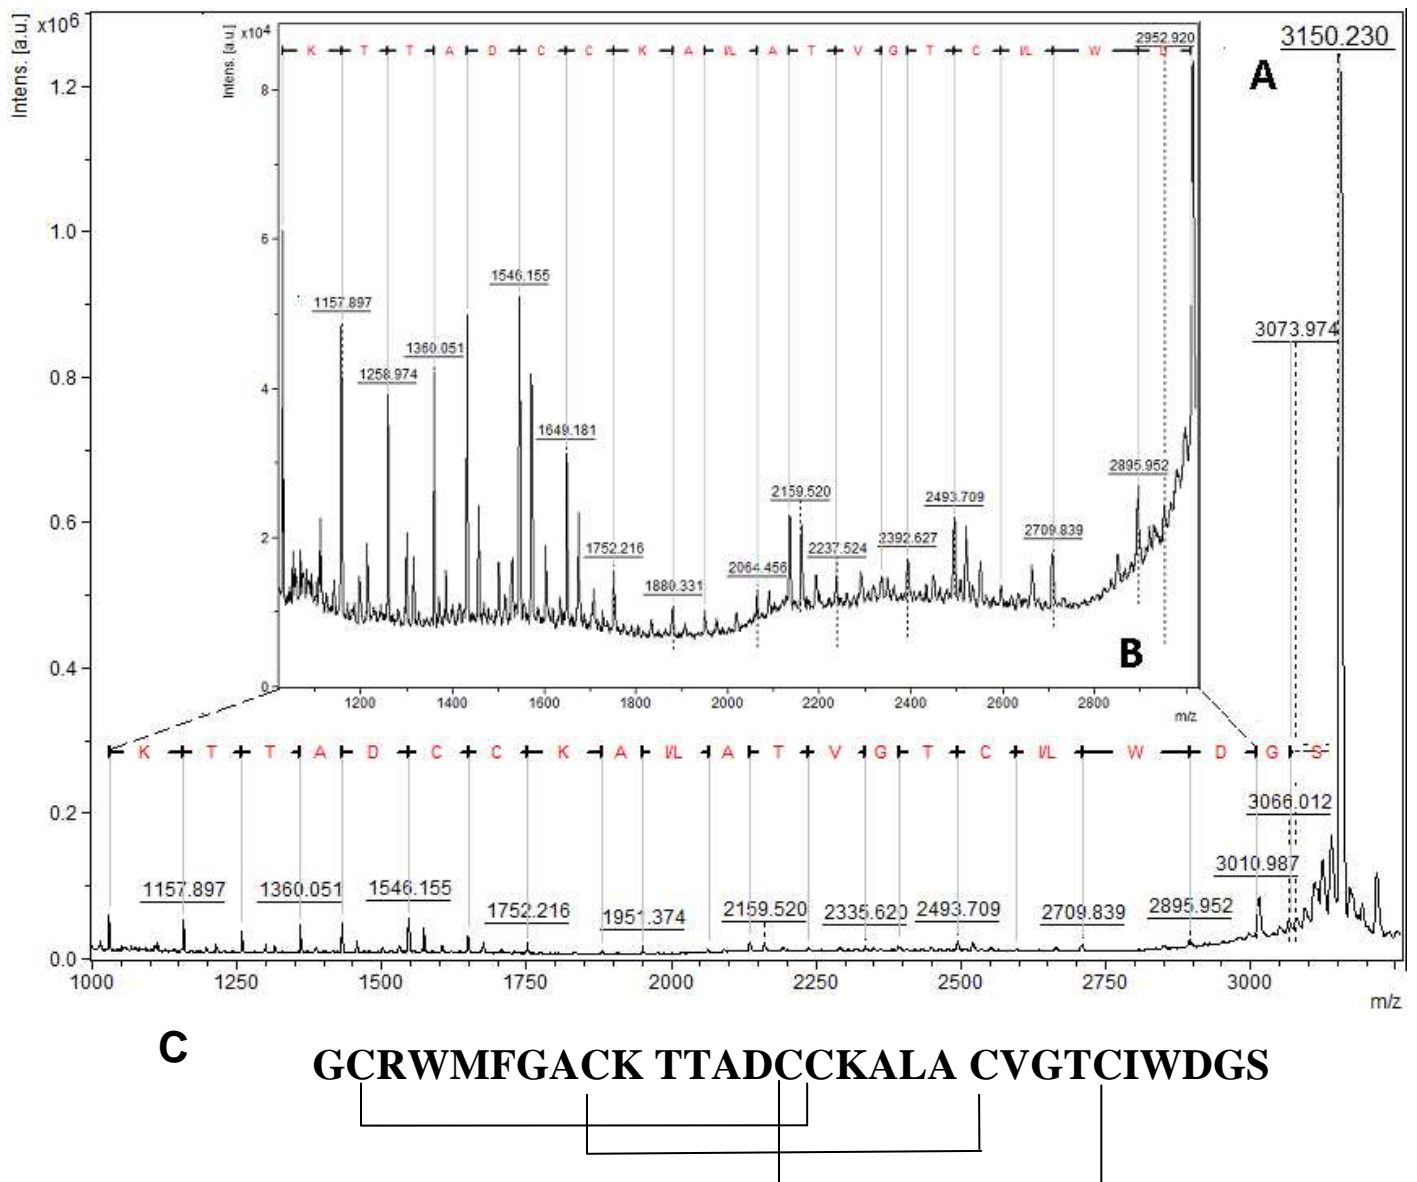 x10⁶
Intens. [a.u.]
3150.230
A
1.2
1.0
0.8
0.6
0.4
0.2
0.0
Intens. [a.u.]
x10⁴
2952.920
K T T A D C C K A I/L A T V G T C I/L W D
8
6
4
2
0
1157.897
1258.974
1360.051
1546.155
1649.181
1752.216
1880.331
2064.456
2159.520
2237.524
2392.627
2493.709
2709.839
2895.952
B
1200 1400 1600 1800 2000 2200 2400 2600 2800
m/z
3073.974
K T T A D C C K A I/L A T V G T C I/L W D G S
3066.012
3010.987
1157.897
1360.051
1546.155
1752.216
1951.374
2159.520
2335.620
2493.709
2709.839
2895.952
1000 1250 1500 1750 2000 2250 2500 2750 3000
m/z
C
GCRWMFGACK TTADCCKALA CVGTCIWDGS